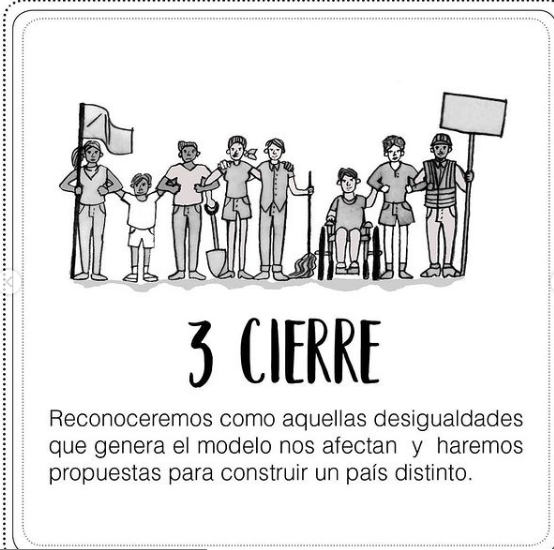 3 CIERRE
Reconoceremos como aquellas desigualdades
que genera el modelo nos afectan y haremos
propuestas para construir un país distinto.